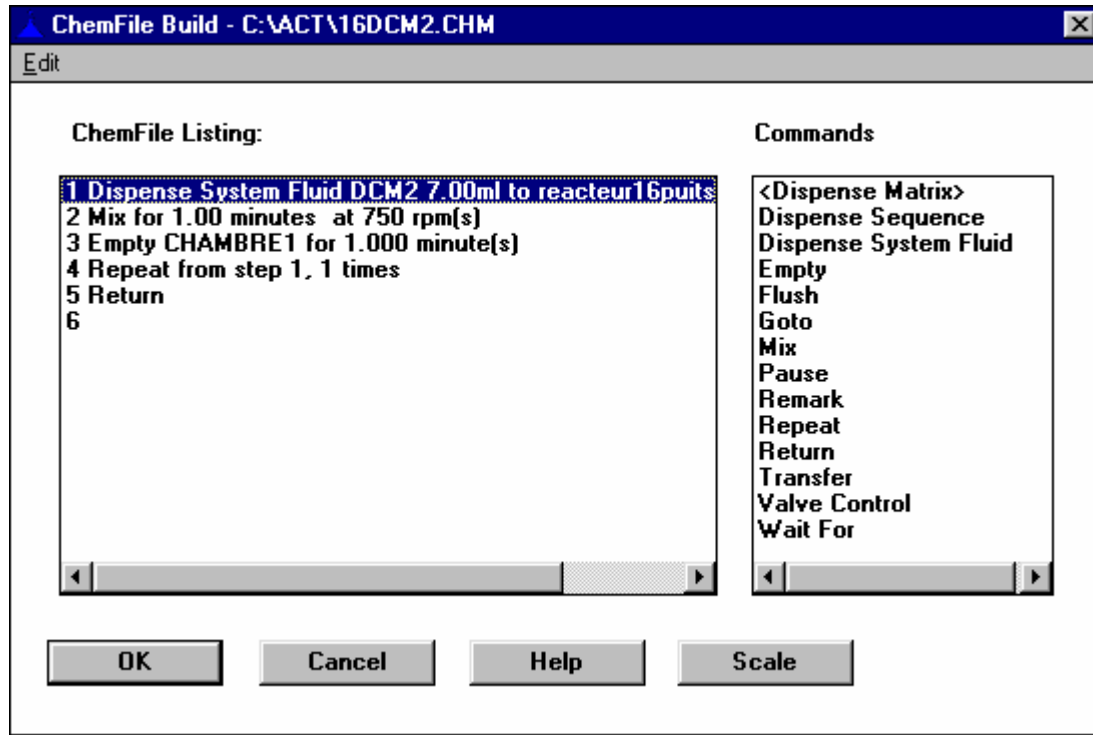 ChemFile Build - C:\ACT\16DCM2.CHM
Edit
ChemFile Listing:
1 Dispense System Fluid DCM2 7.00ml to reacteur16puits
2 Mix for 1.00 minutes  at 750 rpm(s)
3 Empty CHAMBRE1 for 1.000 minute(s)
4 Repeat from step 1, 1 times
5 Return
6
Commands
<Dispense Matrix>
Dispense Sequence
Dispense System Fluid
Empty
Flush
Goto
Mix
Pause
Remark
Repeat
Return
Transfer
Valve Control
Wait For
OK Cancel Help Scale